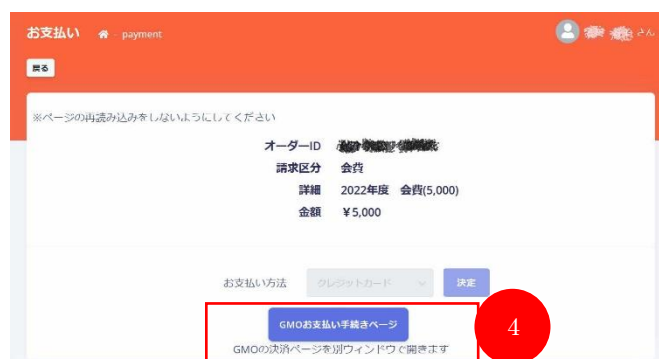 お支払い - payment
さん
戻る
※ページの再読み込みをしないようにしてください
オーダーID
請求区分 会費
詳細 2022年度 会費(5,000)
金額 ¥5,000
お支払い方法 クレジットカード 決定
GMOお支払い手続きページ
4
GMOの決済ページを別ウィンドウで開きます